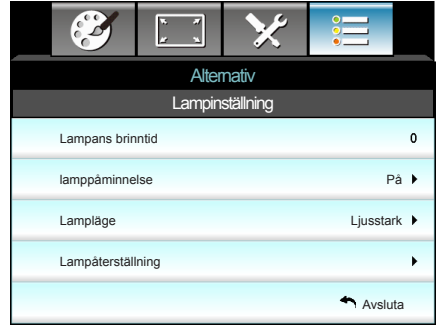 Alternativ
Lampinställning
Lampans brinntid 0
lamppåminnelse På
Lampläge Ljusstark
Lampåterställning
Avsluta